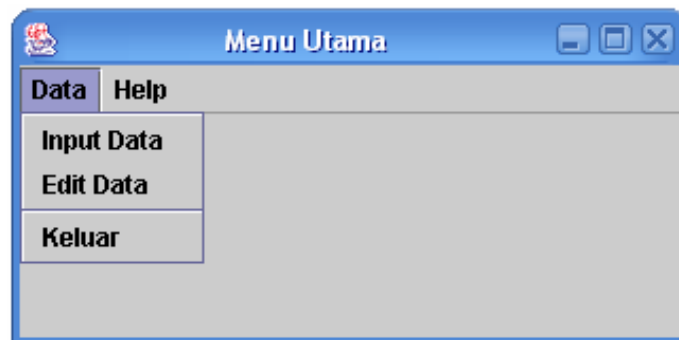 Menu Utama
Data Help
Input Data
Edit Data
Keluar